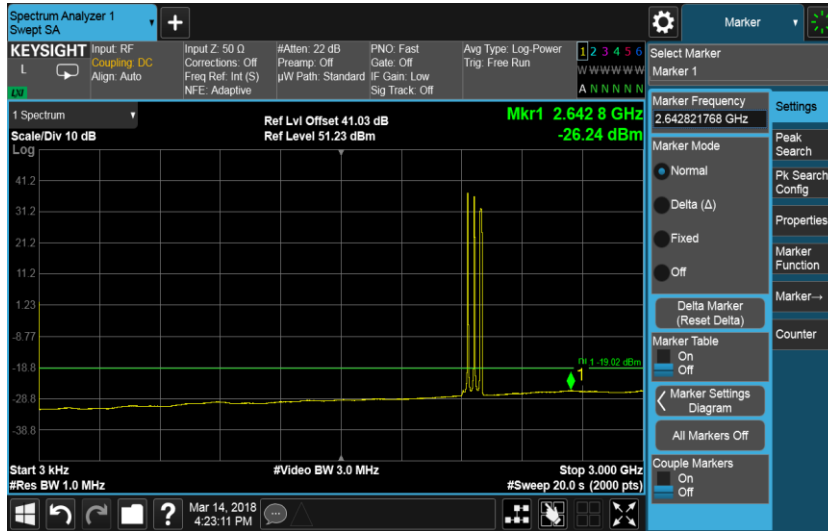 Spectrum Analyzer 1
Swept SA
+
Marker
KEYSIGHT
L
LXI
Input: RF
Coupling: DC
Align: Auto
Input Z: 50 Ω
Corrections: Off
Freq Ref: Int (S)
NFE: Adaptive
#Atten: 22 dB
Preamp: Off
µW Path: Standard
PNO: Fast
Gate: Off
IF Gain: Low
Sig Track: Off
Avg Type: Log-Power
Trig: Free Run
1 2 3 4 5 6
W W W W W W
A N N N N N
Select Marker
Marker 1
1 Spectrum
Scale/Div 10 dB
Log
Ref Lvl Offset 41.03 dB
Ref Level 51.23 dBm
Mkr1 2.642 8 GHz
-26.24 dBm
41.2
31.2
21.2
11.2
1.23
-8.77
-18.8
-28.8
-38.8
DL1 -19.02 dBm
1
Start 3 kHz
#Res BW 1.0 MHz
#Video BW 3.0 MHz
Stop 3.000 GHz
#Sweep 20.0 s (2000 pts)
Marker Frequency
2.642821768 GHz
Marker Mode
Normal
Delta (Δ)
Fixed
Off
Delta Marker
(Reset Delta)
Marker Table
On
Off
Marker Settings
Diagram
All Markers Off
Couple Markers
On
Off
Settings
Peak
Search
Pk Search
Config
Properties
Marker
Function
Marker→
Counter
?
Mar 14, 2018
4:23:11 PM